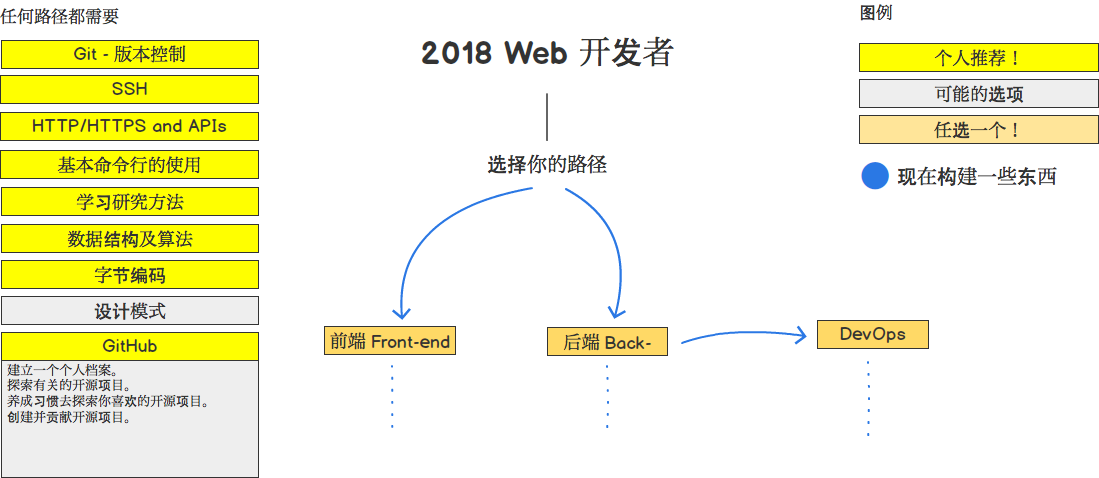 任何路径都需要
Git - 版本控制
SSH
HTTP/HTTPS and APIs
基本命令行的使用
学习研究方法
数据结构及算法
字节编码
设计模式
GitHub
建立一个个人档案。
探索有关的开源项目。
养成习惯去探索你喜欢的开源项目。
创建并贡献开源项目。
2018 Web 开发者
选择你的路径
前端 Front-end
后端 Back-
DevOps
图例
个人推荐！
可能的选项
任选一个！
现在构建一些东西